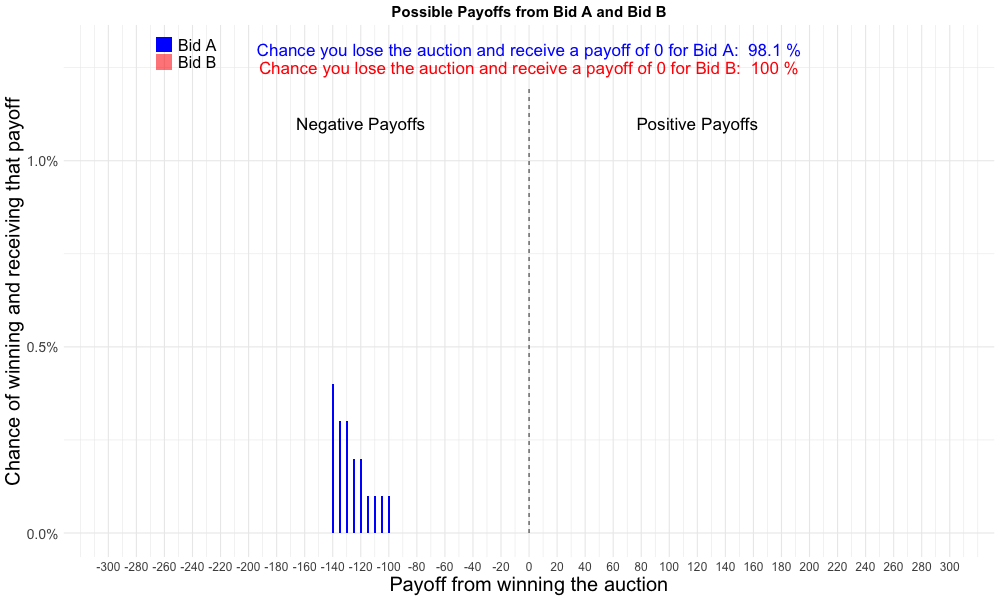 Possible Payoffs from Bid A and Bid B
Bid A
Bid B
Chance you lose the auction and receive a payoff of 0 for Bid A: 98.1 %
Chance you lose the auction and receive a payoff of 0 for Bid B: 100 %
Negative Payoffs
Positive Payoffs
Chance of winning and receiving that payoff
1.0%
0.5%
0.0%
-300 -280 -260 -240 -220 -200 -180 -160 -140 -120 -100 -80 -60 -40 -20 0 20 40 60 80 100 120 140 160 180 200 220 240 260 280 300
Payoff from winning the auction